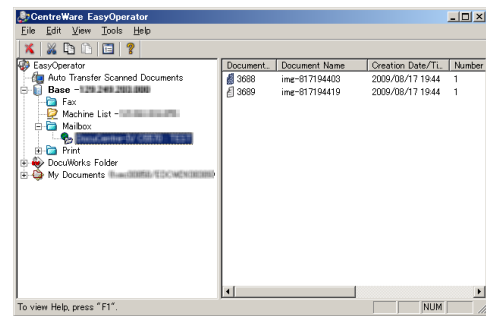 CentreWare EasyOperator
File Edit View Tools Help
EasyOperator
Auto Transfer Scanned Documents
Base -
Fax
Machine List -
Mailbox
Print
DocuWorks Folder
My Documents
Document.. Document Name Creation Date/Ti.. Number
3688 img-817194403 2009/08/17 19:44 1
3689 img-817194419 2009/08/17 19:44 1
To view Help, press "F1".
NUM